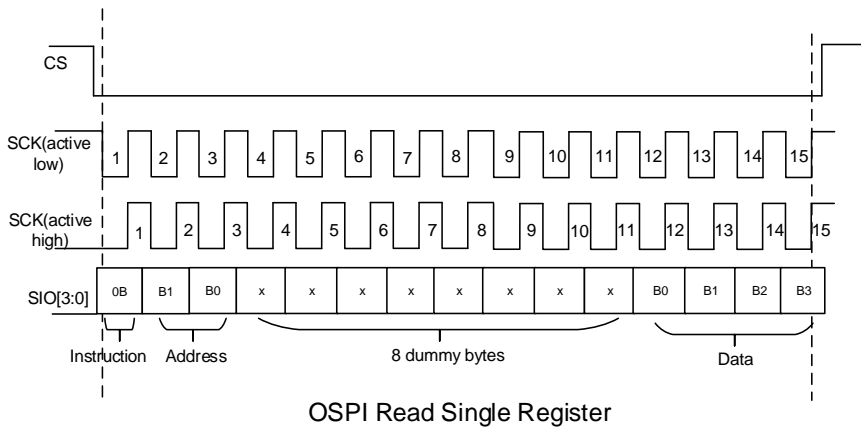 CS
SCK(active
low)
1 2 3 4 5 6 7 8 9 10 11 12 13 14 15
SCK(active
high)
1 2 3 4 5 6 7 8 9 10 11 12 13 14 15
SIO[3:0]
0B B1 B0 x x x x x x x x B0 B1 B2 B3
Instruction Address 8 dummy bytes Data
OSPI Read Single Register